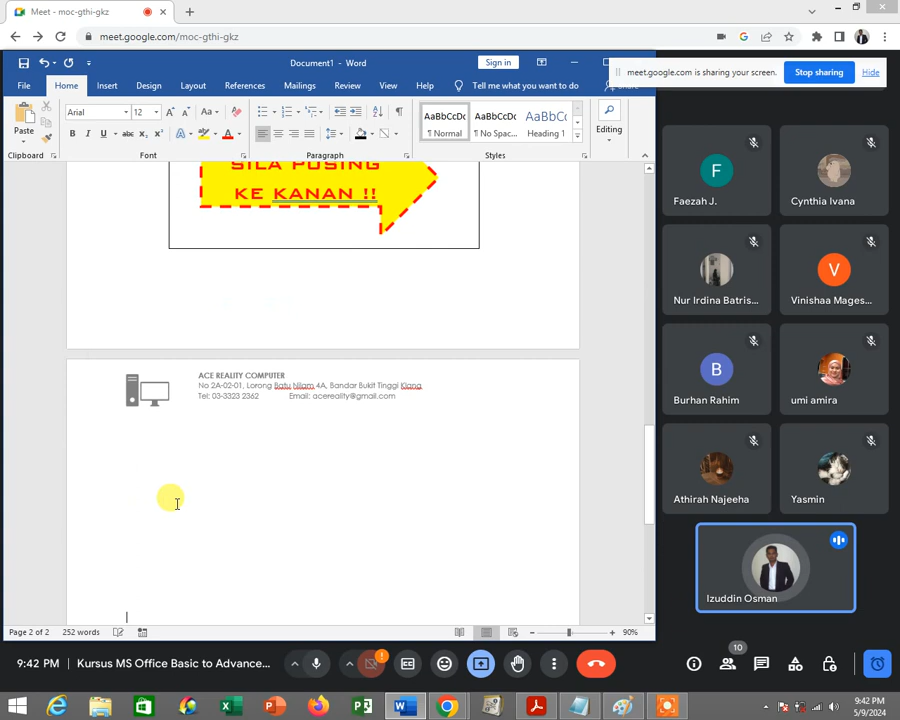 Meet - moc-gthi-gkz
meet.google.com/moc-gthi-gkz
Document1 - Word
Sign in
meet.google.com is sharing your screen.
Stop sharing
Hide
File
Home
Insert
Design
Layout
References
Mailings
Review
View
Help
Tell me what you want to do
Share
Paste
Arial
12
Aa
AaBbCcDc
AaBbCcDc
AaBbCc
¶ Normal
¶ No Spac...
Heading 1
Editing
Clipboard
Font
Paragraph
Styles
SILA PUSING
KE KANAN !!
ACE REALITY COMPUTER
No 2A-02-01, Lorong Batu Nilam 4A, Bandar Bukit Tinggi Klang
Tel: 03-3323 2362 Email: acereality@gmail.com
Page 2 of 2
252 words
90%
F
Faezah J.
Cynthia Ivana
Nur Irdina Batris...
V
Vinishaa Mages...
B
Burhan Rahim
umi amira
Athirah Najeeha
Yasmin
Izuddin Osman
9:42 PM
Kursus MS Office Basic to Advance...
10
9:42 PM
5/9/2024